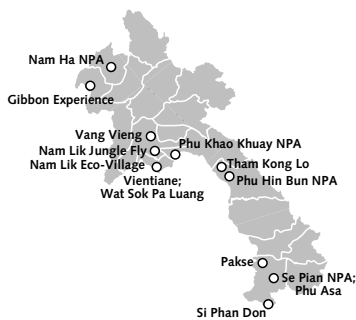 Nam Ha NPA
Gibbon Experience
Vang Vieng
Nam Lik Jungle Fly
Nam Lik Eco-Village
Phu Khao Khuay NPA
Vientiane;
Wat Sok Pa Luang
Tham Kong Lo
Phu Hin Bun NPA
Pakse
Se Pian NPA;
Phu Asa
Si Phan Don